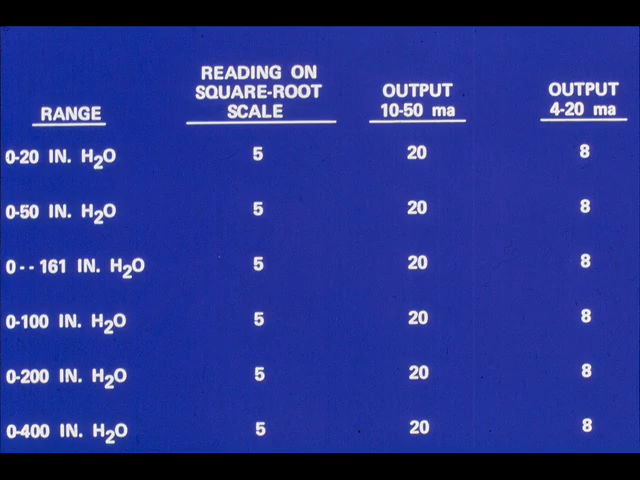 RANGE READING ON SQUARE-ROOT SCALE OUTPUT 10-50 ma OUTPUT 4-20 ma
0-20 IN. H2O 5 20 8
0-50 IN. H2O 5 20 8
0--161 IN. H2O 5 20 8
0-100 IN. H2O 5 20 8
0-200 IN. H2O 5 20 8
0-400 IN. H2O 5 20 8